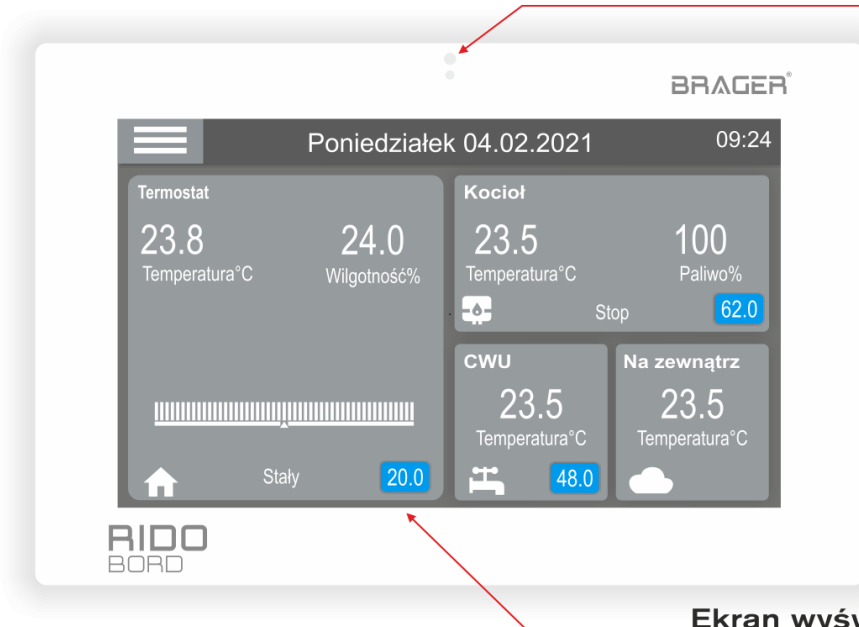 BRAGER®
Poniedziałek 04.02.2021 09:24
Termostat
23.8 24.0
Temperatura°C Wilgotność%
Stały 20.0
Kocioł
23.5 100
Temperatura°C Paliwo%
Stop 62.0
CWU
23.5
Temperatura°C
48.0
Na zewnątrz
23.5
Temperatura°C
RIDO
BORD
Ekran